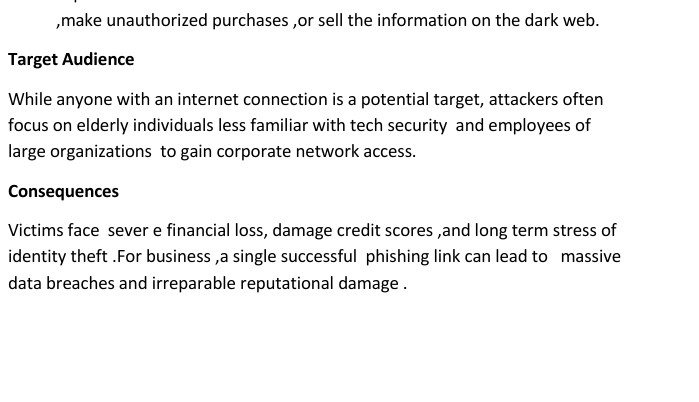 ,make unauthorized purchases ,or sell the information on the dark web.
Target Audience
While anyone with an internet connection is a potential target, attackers often
focus on elderly individuals less familiar with tech security  and employees of
large organizations  to gain corporate network access.
Consequences
Victims face  sever e financial loss, damage credit scores ,and long term stress of
identity theft .For business ,a single successful  phishing link can lead to   massive
data breaches and irreparable reputational damage .